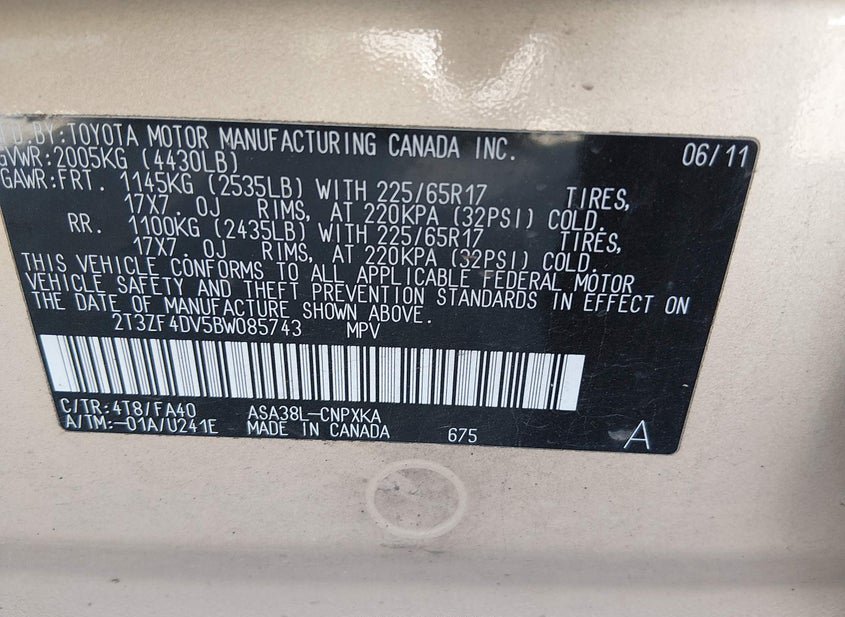 D.BY:TOYOTA MOTOR MANUFACTURING CANADA INC. 06/11
GVWR:2005KG (4430LB)
GAWR:FRT. 1145KG (2535LB) WITH 225/65R17 TIRES,
17X7.0J RIMS, AT 220KPA (32PSI) COLD.
RR. 1100KG (2435LB) WITH 225/65R17 TIRES,
17X7.0J RIMS, AT 220KPA (32PSI) COLD.
THIS VEHICLE CONFORMS TO ALL APPLICABLE FEDERAL MOTOR
VEHICLE SAFETY AND THEFT PREVENTION STANDARDS IN EFFECT ON
THE DATE OF MANUFACTURE SHOWN ABOVE.
2T3ZF4DV5BW085743 MPV
C/TR:4T8/FA40 ASA38L-CNPXKA
A/TM:-01A/U241E MADE IN CANADA 675 A